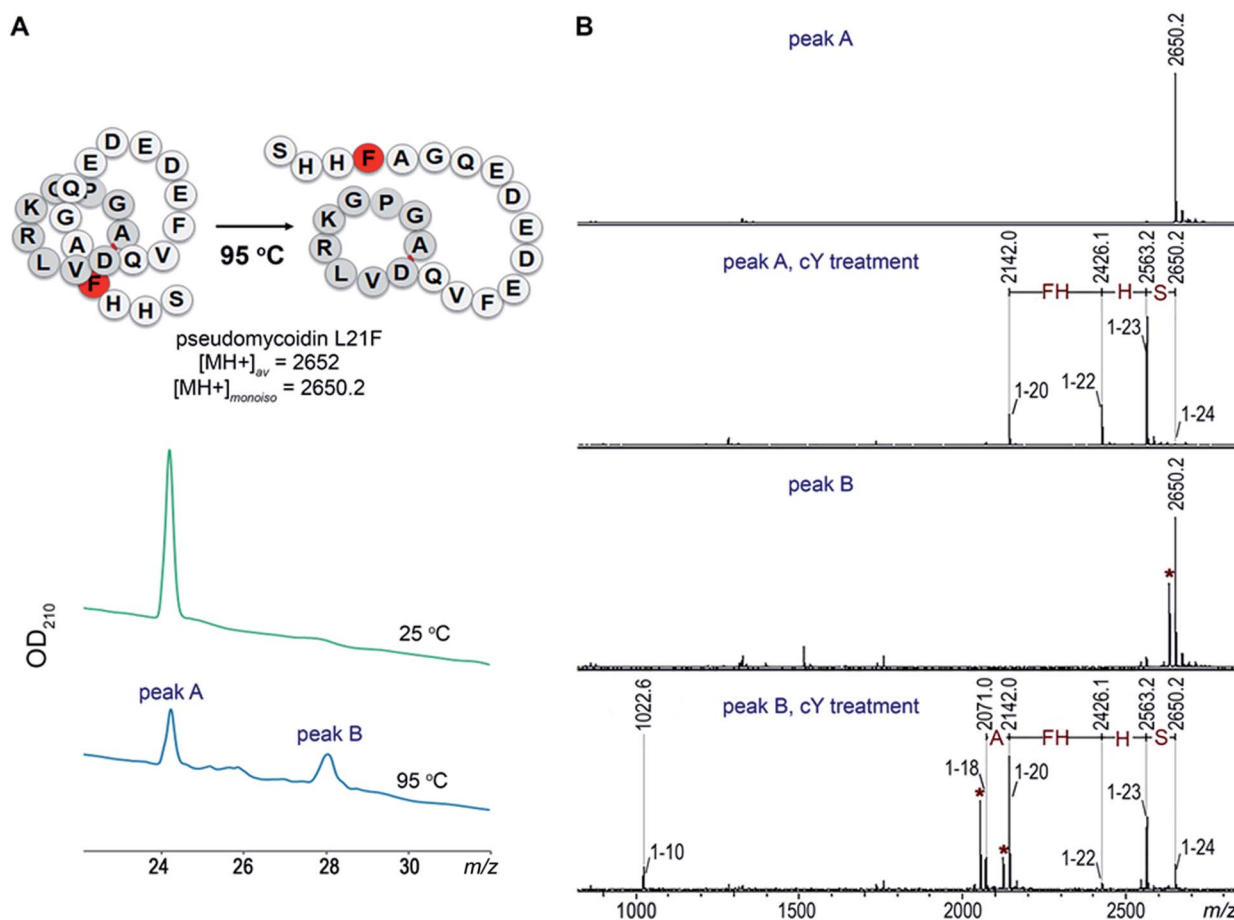 A
K
G
Q
P
E
D
E
D
E
F
V
Q
D
V
L
R
G
A
G
A
F
H
H
S
95 °C
S
H
H
F
A
G
Q
E
D
E
D
E
F
V
Q
D
V
L
R
K
G
P
G
A
pseudomycoidin L21F
[MH+]av = 2652
[MH+]monoiso = 2650.2
OD210
25 °C
peak A
peak B
95 °C
24
26
28
30
m/z
B
peak A
2650.2
peak A, cY treatment
2142.0
2426.1
2563.2
2650.2
FH
H
S
1-23
1-20
1-22
1-24
peak B
2650.2
*
peak B, cY treatment
1022.6
2071.0
2142.0
2426.1
2563.2
2650.2
A
FH
H
S
1-18
1-20
*
1-23
*
1-10
1-22
1-24
1000
1500
2000
2500
m/z